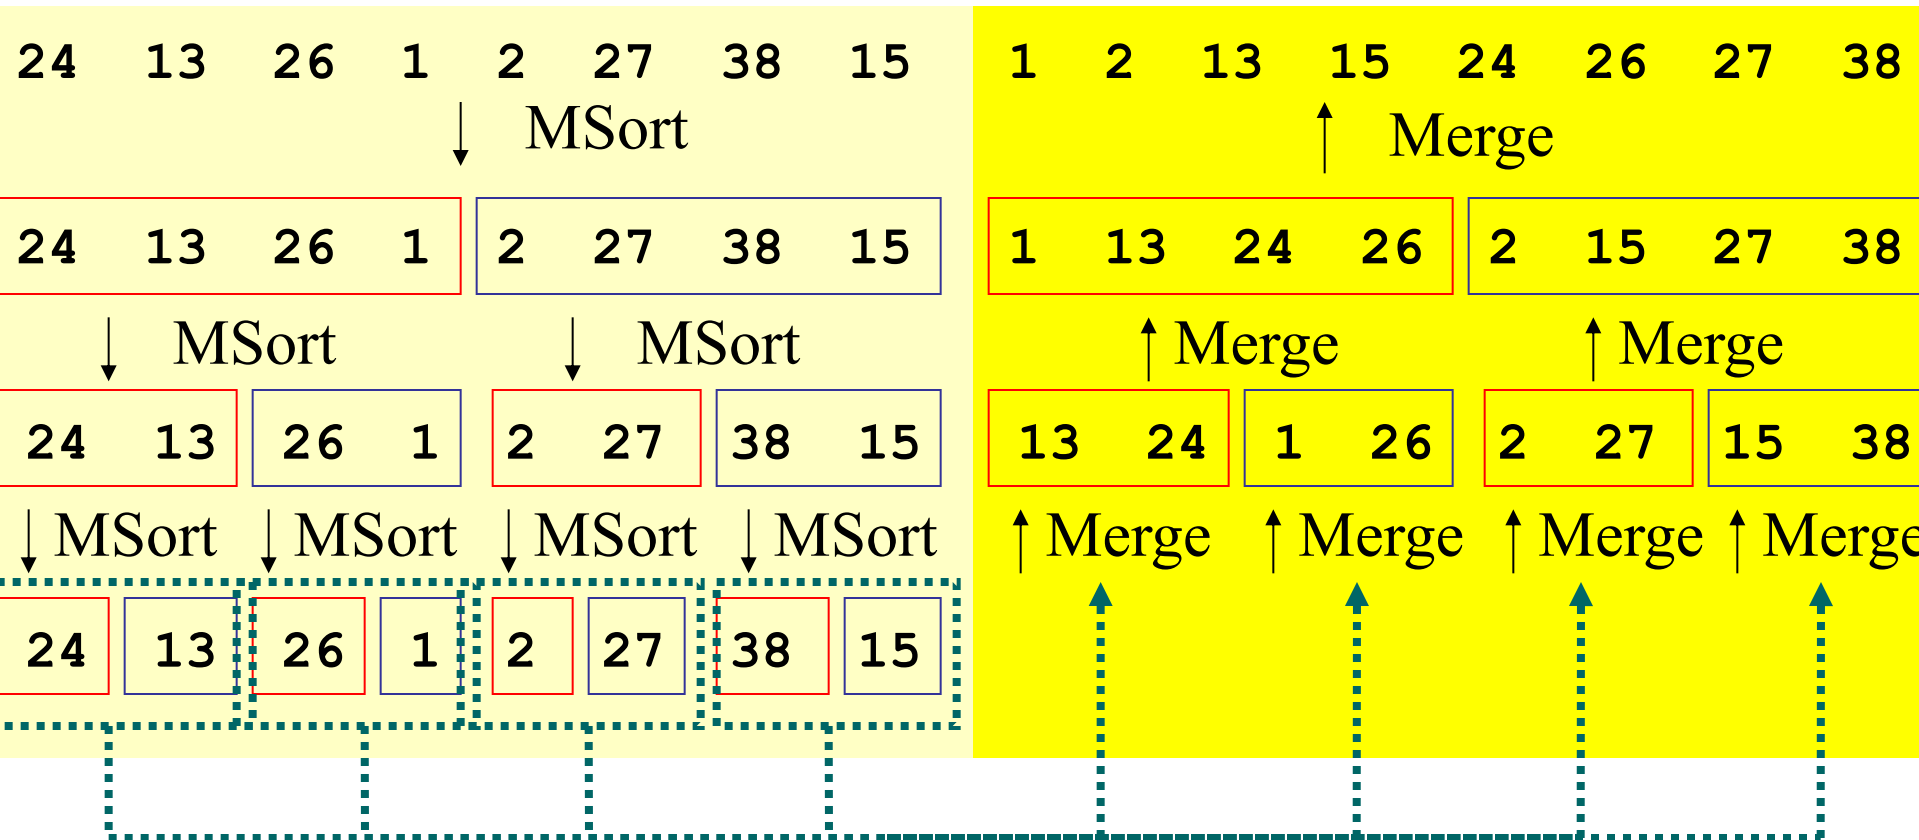 24 13 26 1 2 27 38 15
MSort
24 13 26 1 2 27 38 15
MSort MSort
24 13 26 1 2 27 38 15
MSort MSort MSort MSort
24 13 26 1 2 27 38 15
1 2 13 15 24 26 27 38
Merge
1 13 24 26 2 15 27 38
Merge Merge
13 24 1 26 2 27 15 38
Merge Merge Merge Merge